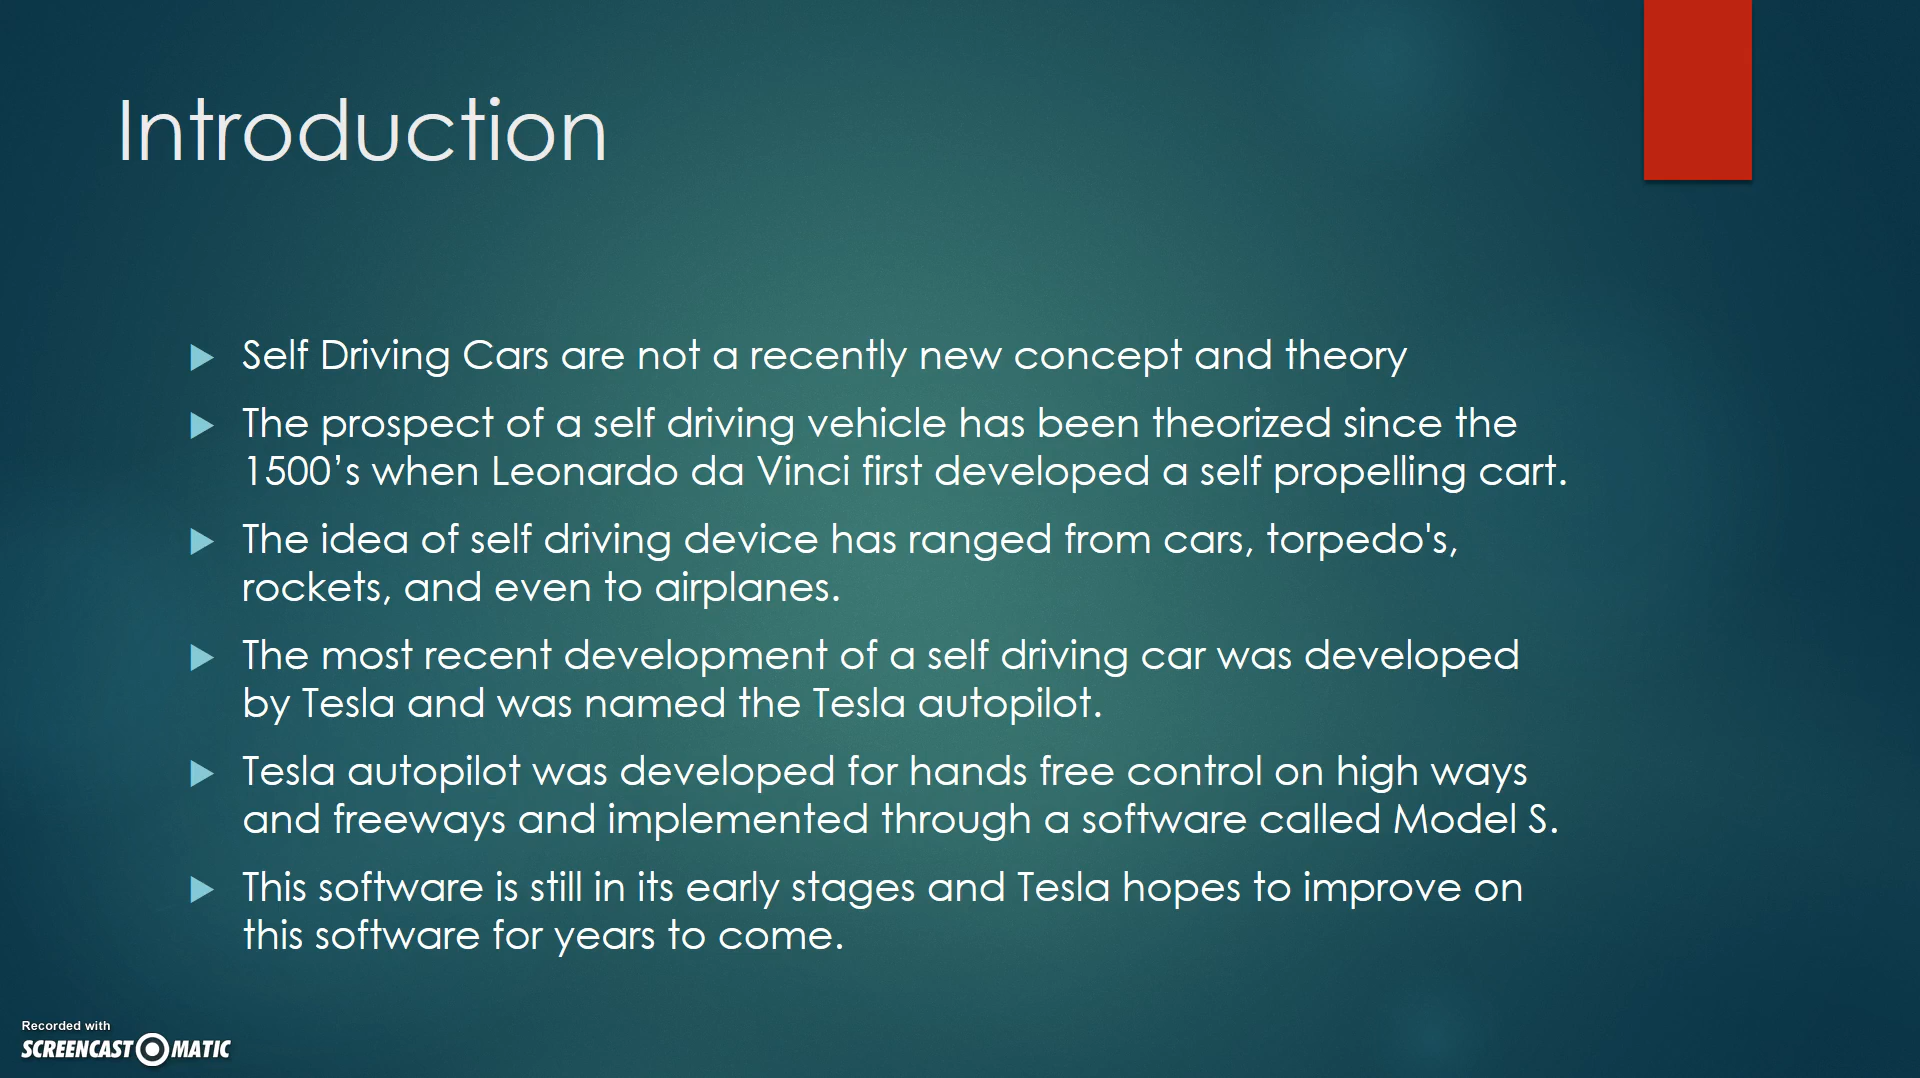 Introduction
Self Driving Cars are not a recently new concept and theory
The prospect of a self driving vehicle has been theorized since the
1500’s when Leonardo da Vinci first developed a self propelling cart.
The idea of self driving device has ranged from cars, torpedo's,
rockets, and even to airplanes.
The most recent development of a self driving car was developed
by Tesla and was named the Tesla autopilot.
Tesla autopilot was developed for hands free control on high ways
and freeways and implemented through a software called Model S.
This software is still in its early stages and Tesla hopes to improve on
this software for years to come.
Recorded with
SCREENCAST MATIC